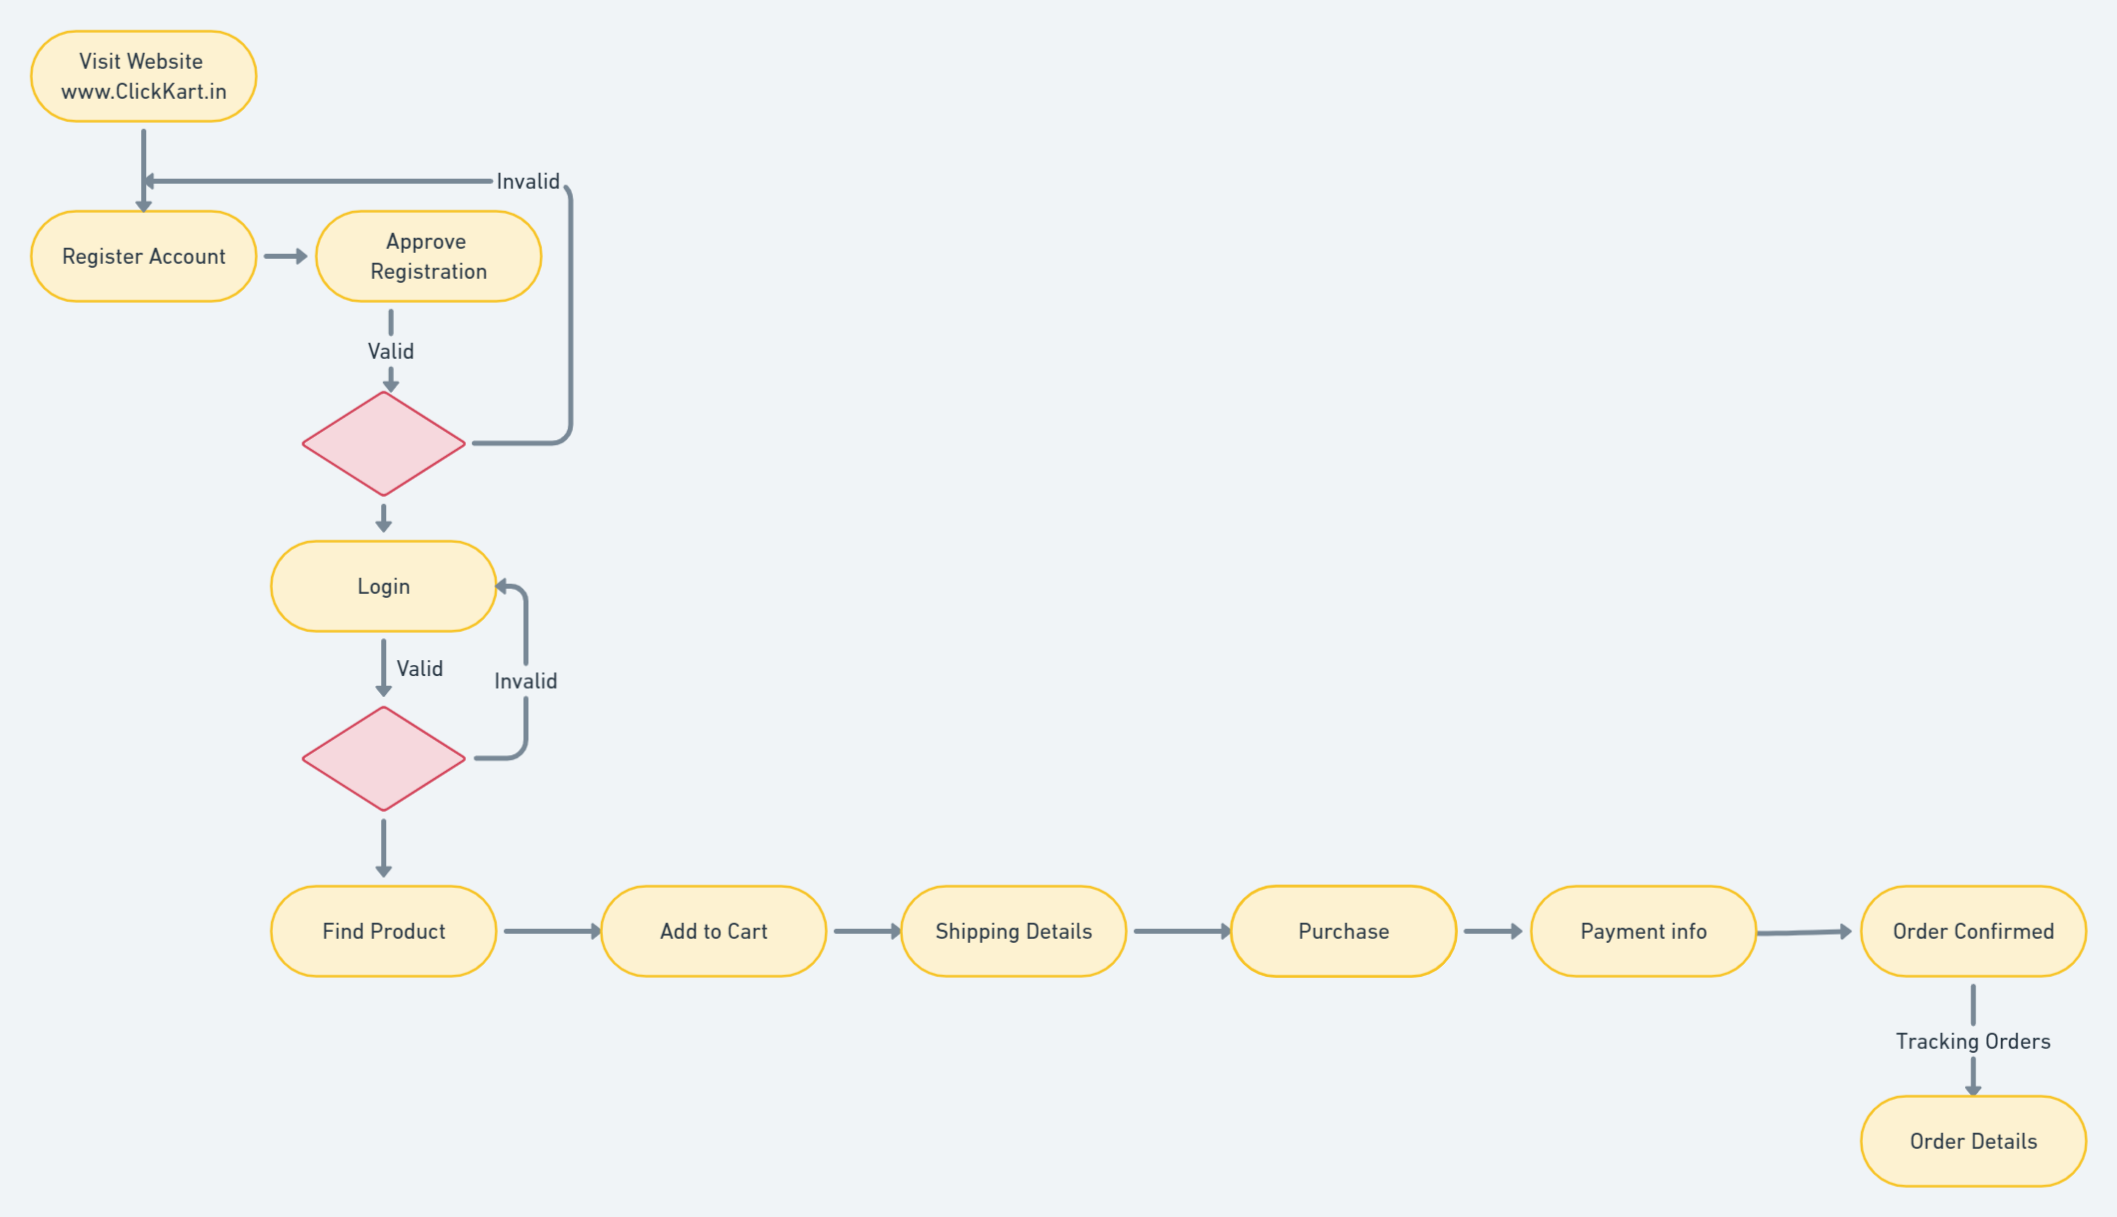 Visit Website
www.ClickKart.in
Invalid
Register Account
Approve
Registration
Valid
Login
Valid
Invalid
Find Product
Add to Cart
Shipping Details
Purchase
Payment info
Order Confirmed
Tracking Orders
Order Details